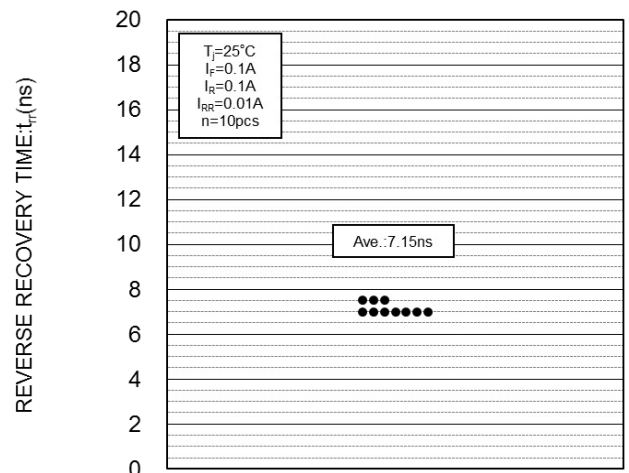 REVERSE RECOVERY TIME:trr(ns)
20
18
16
14
12
10
8
6
4
2
0
Tj=25°C
IF=0.1A
IR=0.1A
IRR=0.01A
n=10pcs
Ave.:7.15ns